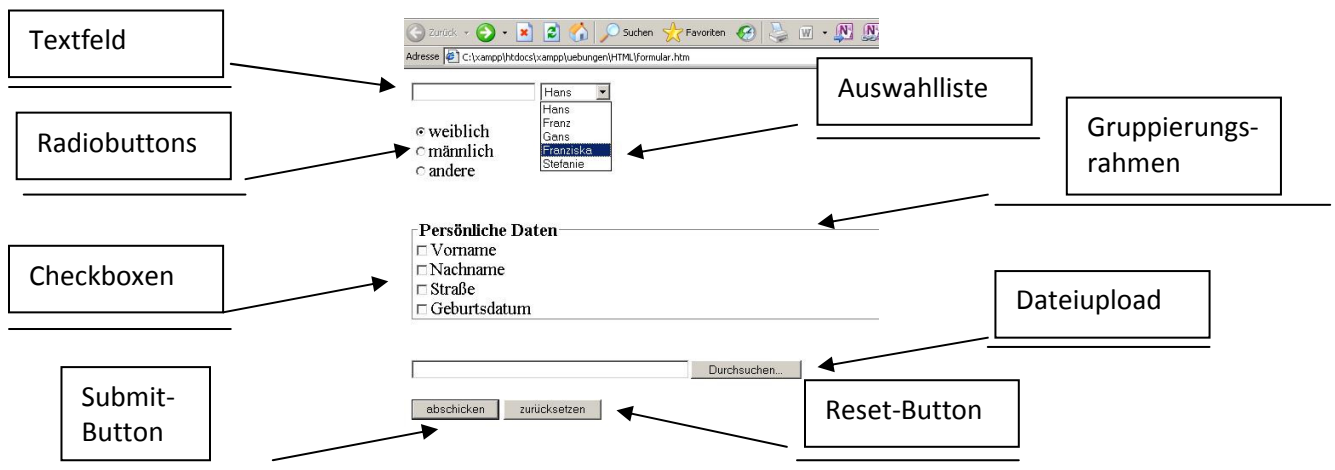 Textfeld
Zurück
Suchen
Favoriten
Adresse
C:\xampp\htdocs\xampp\uebungen\HTML\formular.htm
Auswahlliste
Hans
Hans
Franz
Gans
Franziska
Stefanie
Radiobuttons
weiblich
männlich
andere
Gruppierungs-
rahmen
Persönliche Daten
Vorname
Nachname
Straße
Geburtsdatum
Checkboxen
Dateiupload
Durchsuchen...
Submit-
Button
abschicken
zurücksetzen
Reset-Button